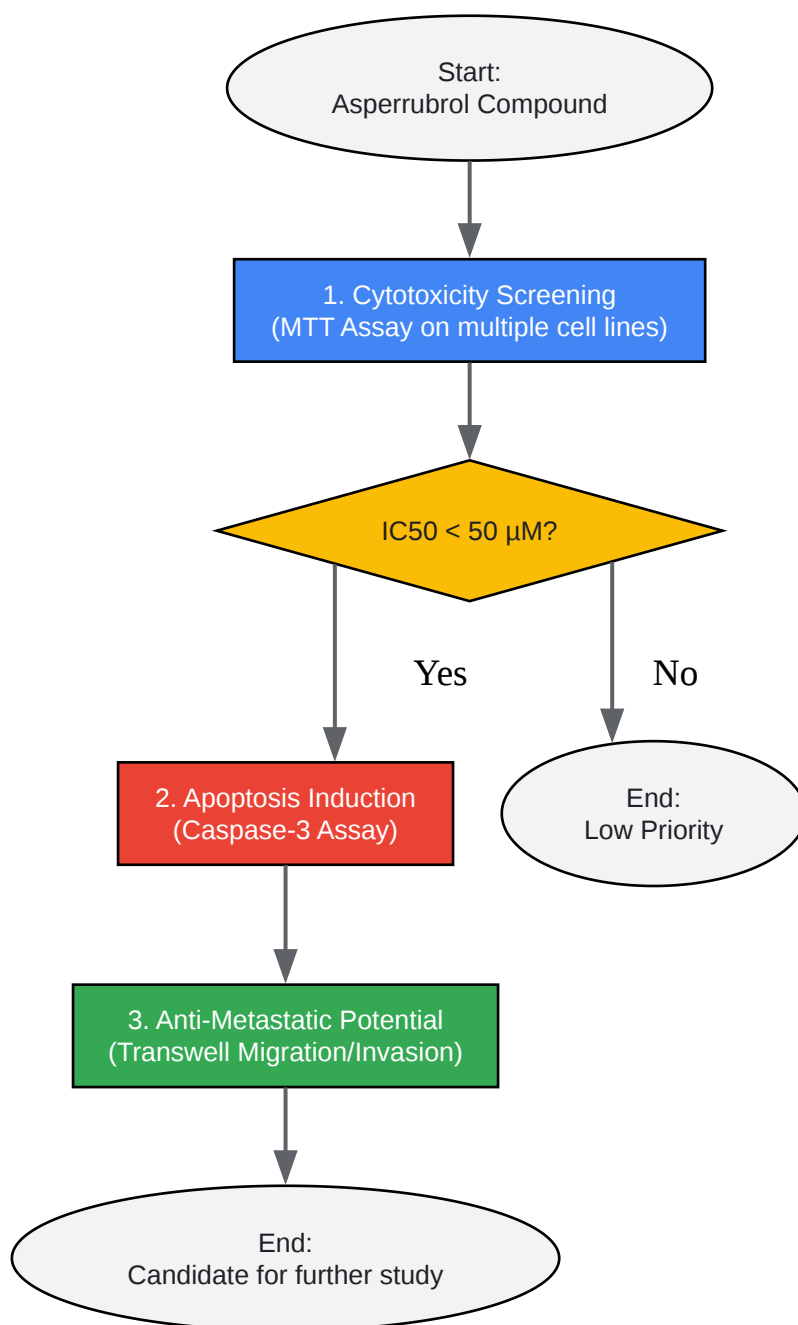 Start:
Asperrubrol Compound
1. Cytotoxicity Screening
(MTT Assay on multiple cell lines)
IC50 < 50 µM?
Yes
No
2. Apoptosis Induction
(Caspase-3 Assay)
End:
Low Priority
3. Anti-Metastatic Potential
(Transwell Migration/Invasion)
End:
Candidate for further study